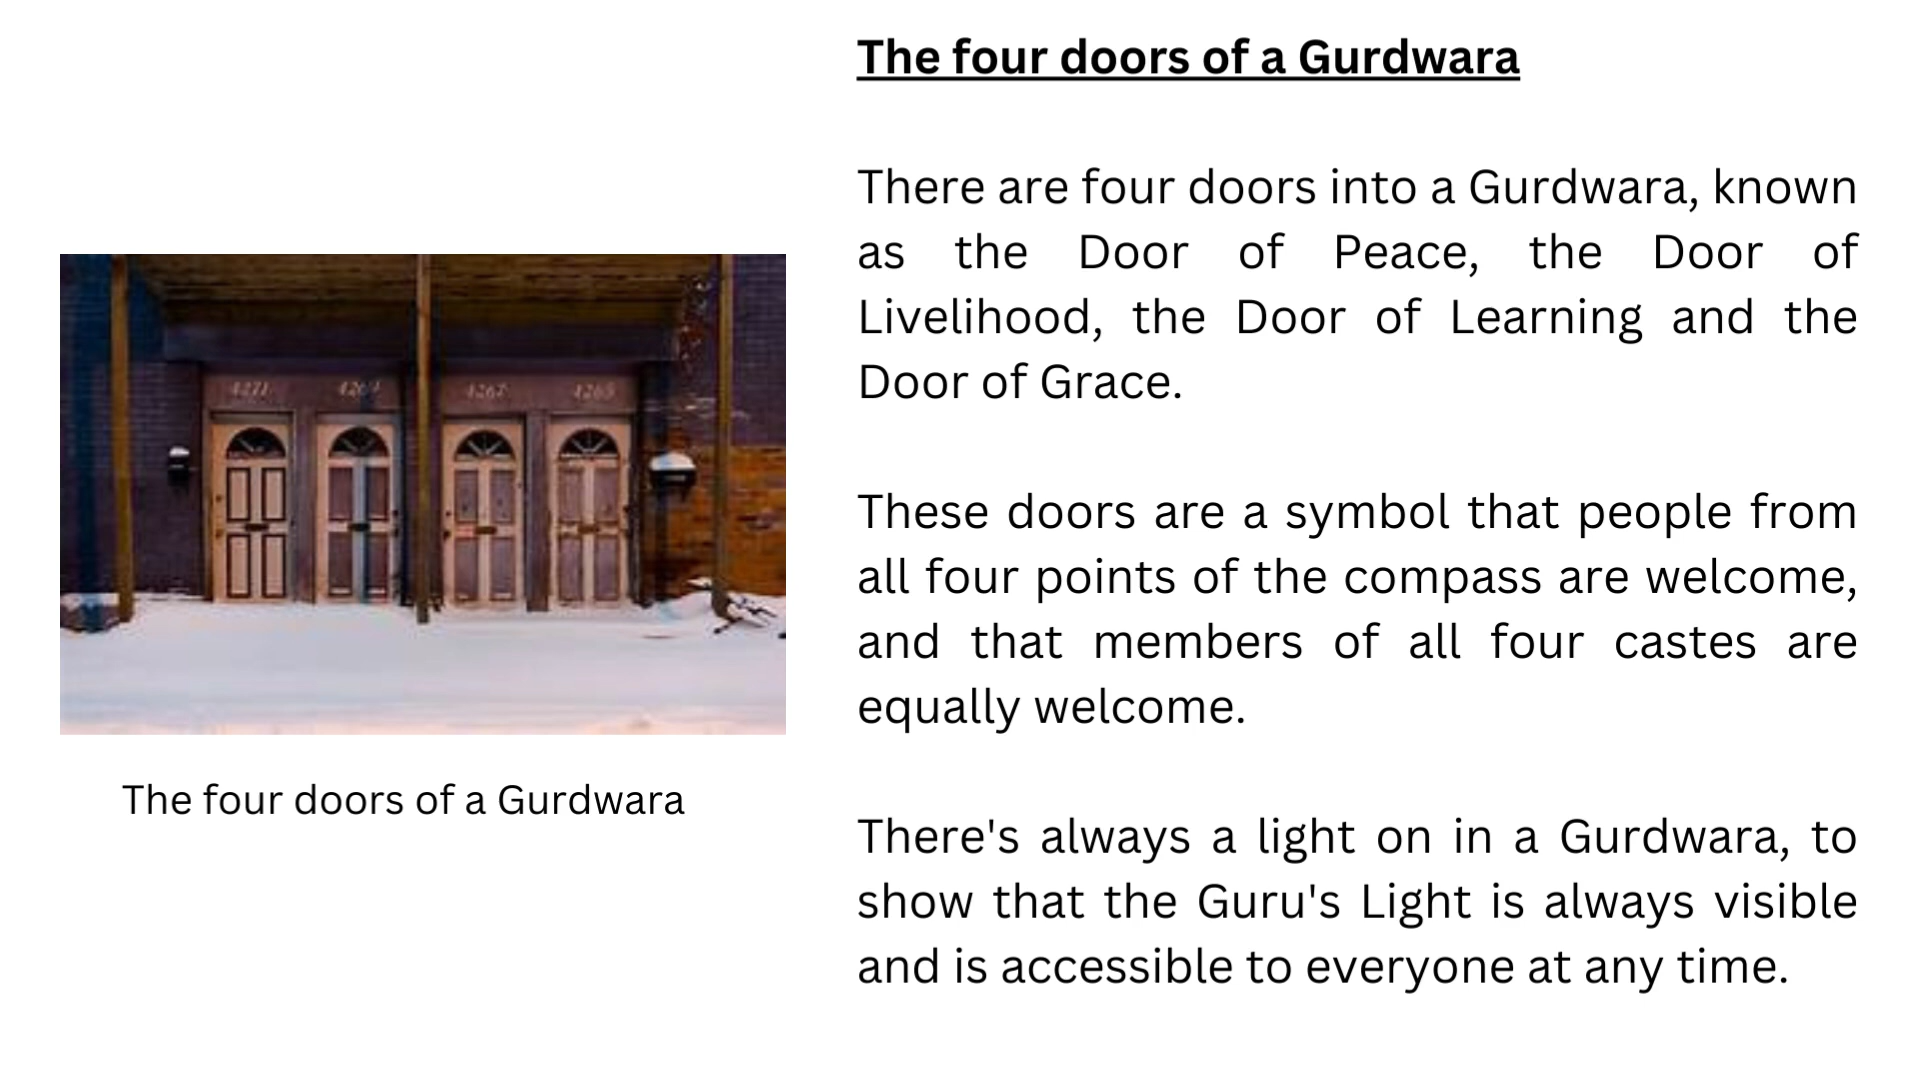 The four doors of a Gurdwara
There are four doors into a Gurdwara, known
as the Door of Peace, the Door of
Livelihood, the Door of Learning and the
Door of Grace.
These doors are a symbol that people from
all four points of the compass are welcome,
and that members of all four castes are
equally welcome.
There's always a light on in a Gurdwara, to
show that the Guru's Light is always visible
and is accessible to everyone at any time.
4271 4267 4265
The four doors of a Gurdwara